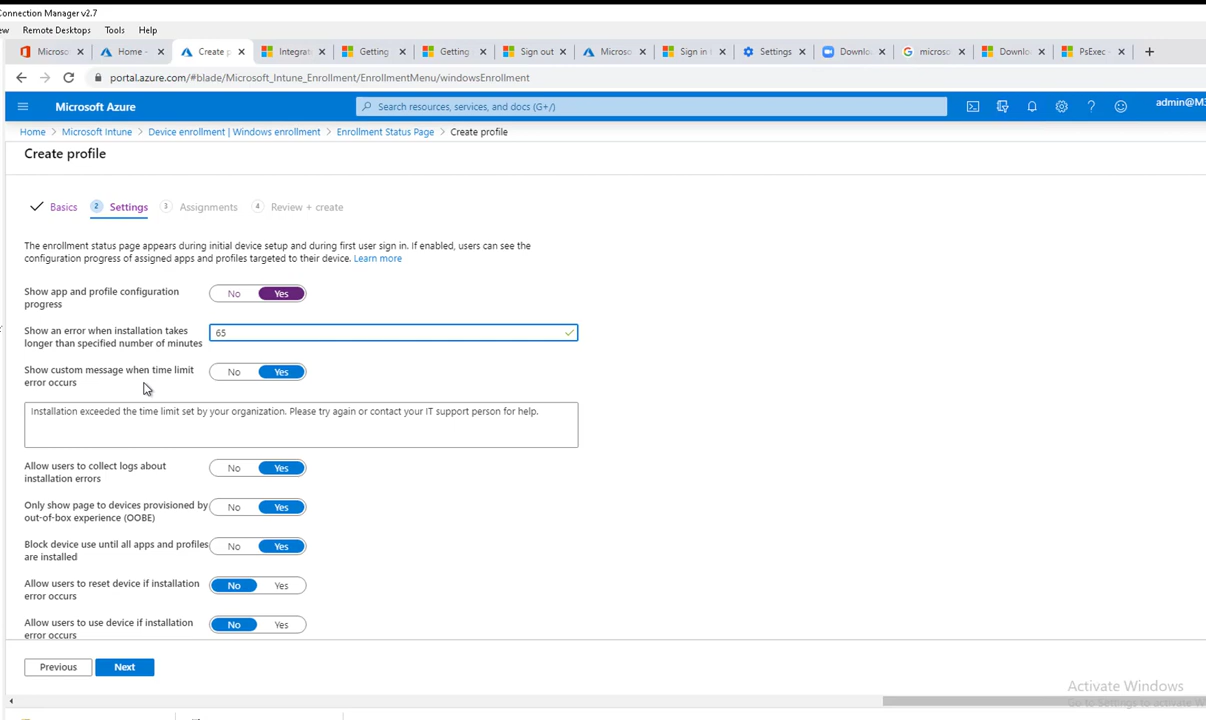 Connection Manager v2.7
Remote Desktops Tools Help
Microso Home - Create p Integrat Getting Getting Sign out Microso Sign in Settings Downlo microso Downlo PsExec -
portal.azure.com/#blade/Microsoft_Intune_Enrollment/EnrollmentMenu/windowsEnrollment
Microsoft Azure Search resources, services, and docs (G+/) admin@M3
Home > Microsoft Intune > Device enrollment | Windows enrollment > Enrollment Status Page > Create profile
Create profile
Basics 2 Settings 3 Assignments 4 Review + create
The enrollment status page appears during initial device setup and during first user sign in. If enabled, users can see the
configuration progress of assigned apps and profiles targeted to their device. Learn more
Show app and profile configuration
progress
No Yes
Show an error when installation takes
longer than specified number of minutes
65
Show custom message when time limit
error occurs
No Yes
Installation exceeded the time limit set by your organization. Please try again or contact your IT support person for help.
Allow users to collect logs about
installation errors
No Yes
Only show page to devices provisioned by
out-of-box experience (OOBE)
No Yes
Block device use until all apps and profiles
are installed
No Yes
Allow users to reset device if installation
error occurs
No Yes
Allow users to use device if installation
error occurs
No Yes
Previous Next
Activate Windows
Go to Settings to activate W